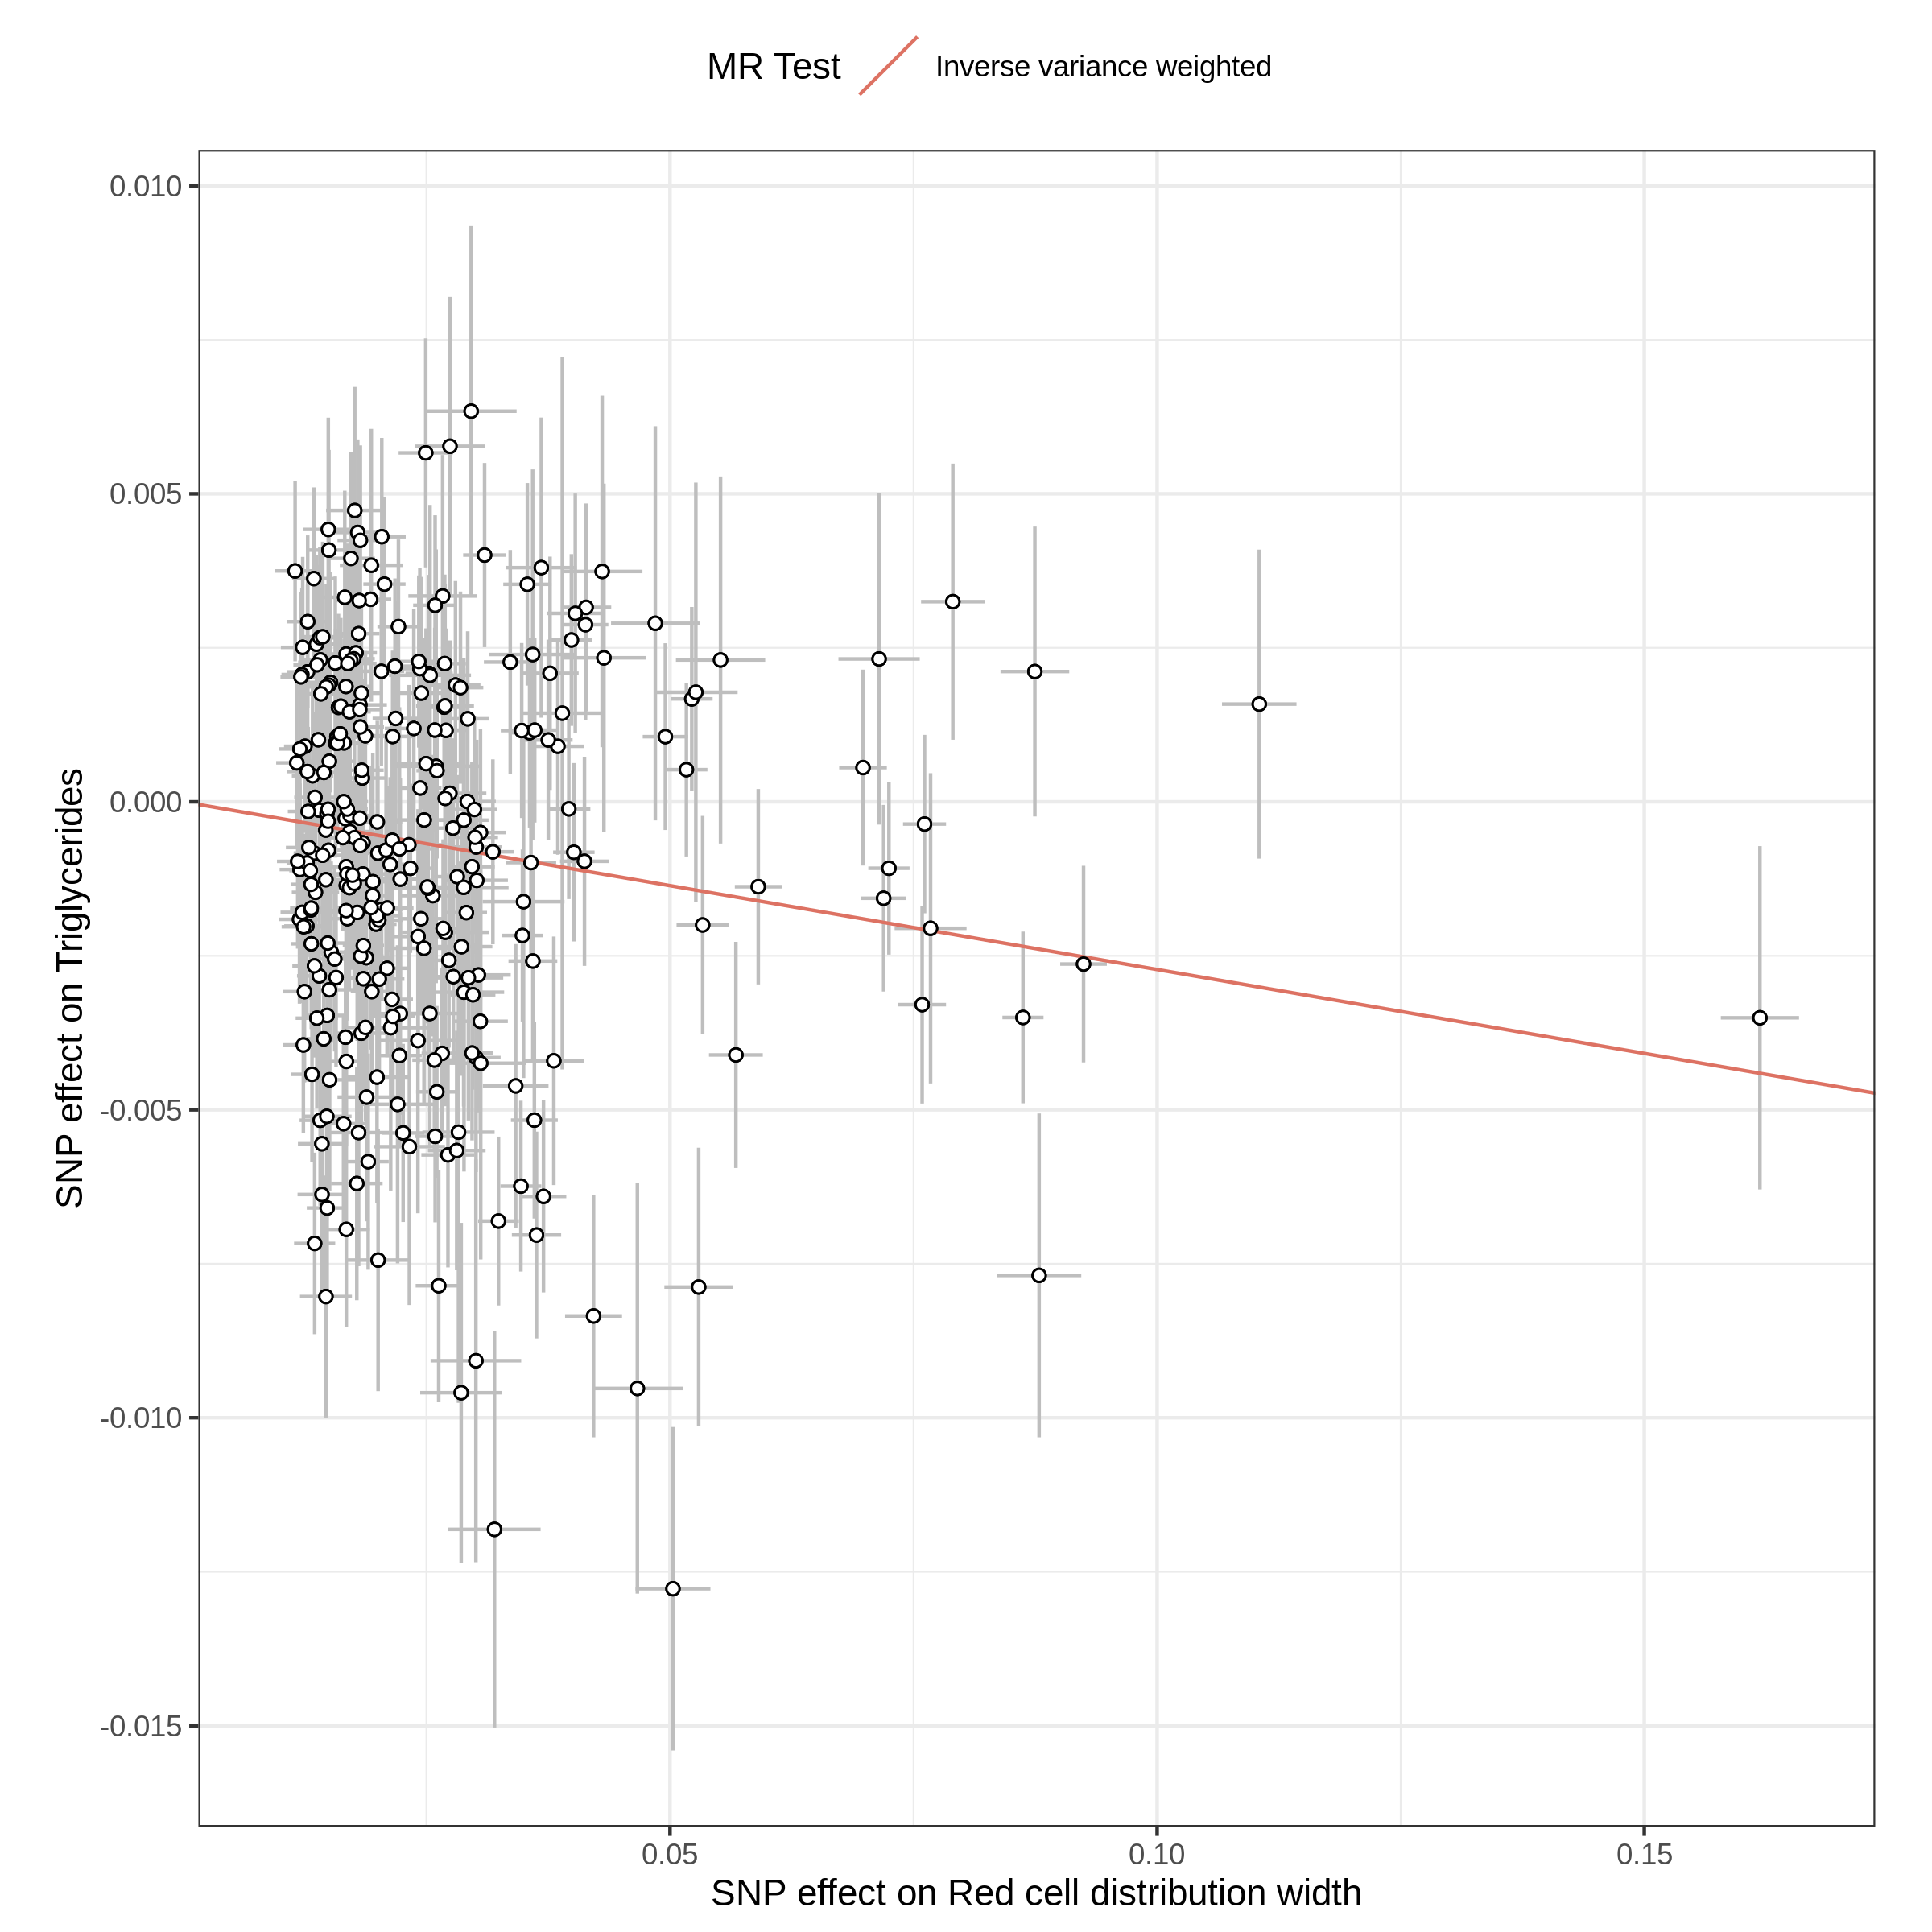 MR Test Inverse variance weighted
0.010
0.005
0.000
-0.005
-0.010
-0.015
SNP effect on Triglycerides
0.05 0.10 0.15
SNP effect on Red cell distribution width